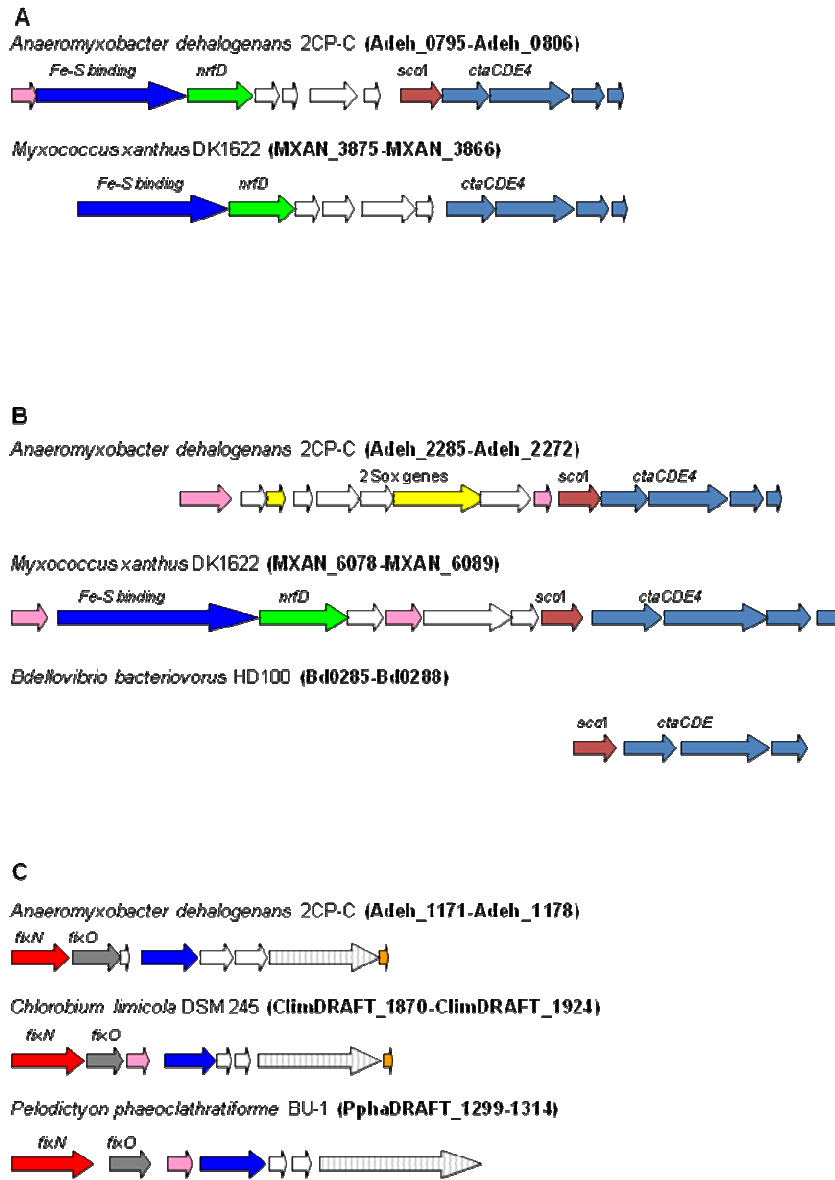 A
Anaeromyxobacter dehalogenans 2CP-C (Adeh_0795-Adeh_0806)
Fe-S binding nrfD sco1 ctaCDE4
Myxococcus xanthus DK1622 (MXAN_3875-MXAN_3866)
Fe-S binding nrfD ctaCDE4
B
Anaeromyxobacter dehalogenans 2CP-C (Adeh_2285-Adeh_2272)
2 Sox genes sco1 ctaCDE4
Myxococcus xanthus DK1622 (MXAN_6078-MXAN_6089)
Fe-S binding nrfD sco1 ctaCDE4
Bdellovibrio bacteriovorus HD100 (Bd0285-Bd0288)
sco1 ctaCDE
C
Anaeromyxobacter dehalogenans 2CP-C (Adeh_1171-Adeh_1178)
fixN fixO
Chlorobium limicola DSM 245 (ClimDRAFT_1870-ClimDRAFT_1924)
fixN fixO
Pelodictyon phaeoclathratiforme BU-1 (PphaDRAFT_1299-1314)
fixN fixO